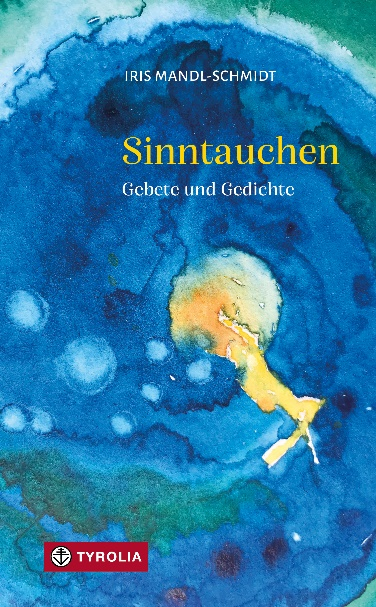 IRIS MANDL-SCHMIDT
Sinntauchen
Gebete und Gedichte
TYROLIA